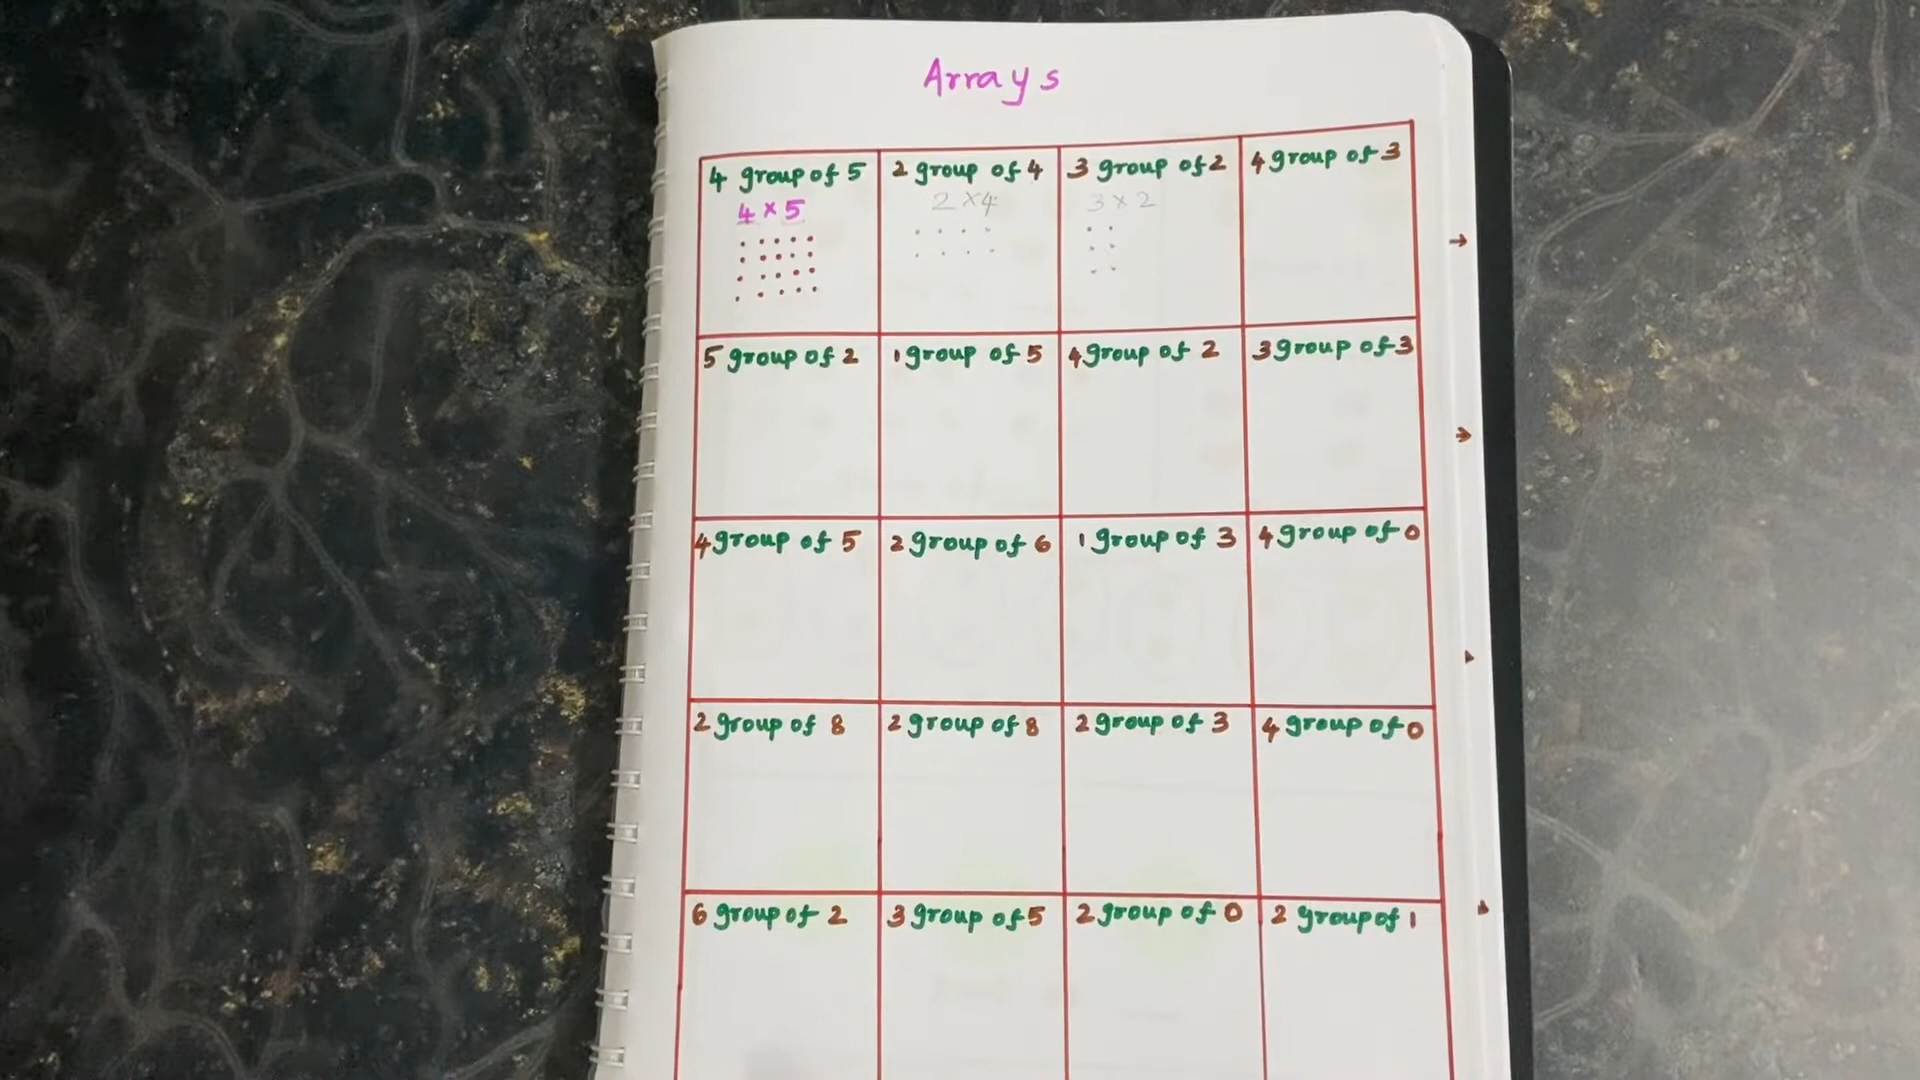 Arrays
4 group of 5
4 × 5
2 group of 4
2 × 4
3 group of 2
3 × 2
4 group of 3
5 group of 2
1 group of 5
4 group of 2
3 group of 3
4 group of 5
2 group of 6
1 group of 3
4 group of 0
2 group of 8
2 group of 8
2 group of 3
4 group of 0
6 group of 2
3 group of 5
2 group of 0
2 group of 1